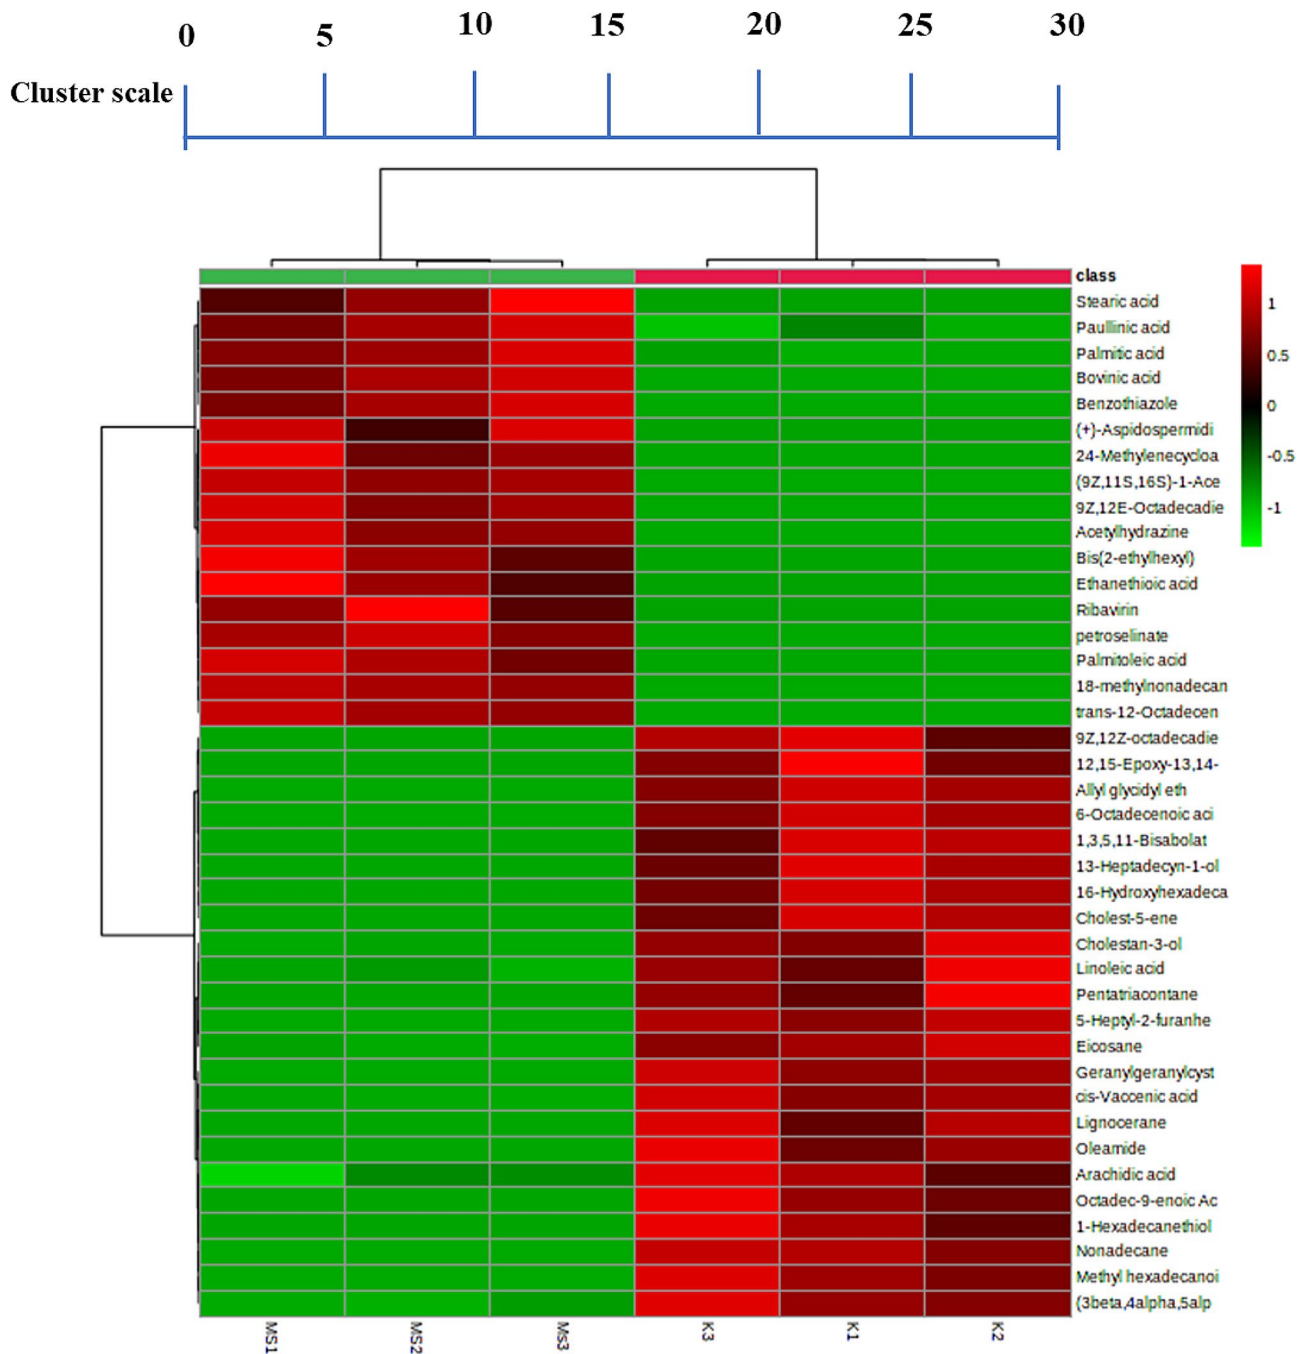 0 5 10 15 20 25 30
Cluster scale
class
Stearic acid
Paullinic acid
Palmitic acid
Bovinic acid
Benzothiazole
(+)-Aspidospermidi
24-Methylenecycloa
(9Z,11S,16S)-1-Ace
9Z,12E-Octadecadie
Acetylhydrazine
Bis(2-ethylhexyl)
Ethanethioic acid
Ribavirin
petroselinate
Palmitoleic acid
18-methylnonadecan
trans-12-Octadecen
9Z,12Z-octadecadie
12,15-Epoxy-13,14-
Allyl glycidyl eth
6-Octadecenoic aci
1,3,5,11-Bisabolat
13-Heptadecyn-1-ol
16-Hydroxyhexadeca
Cholest-5-ene
Cholestan-3-ol
Linoleic acid
Pentatriacontane
5-Heptyl-2-furanhe
Eicosane
Geranylgeranylcyst
cis-Vaccenic acid
Lignocerane
Oleamide
Arachidic acid
Octadec-9-enoic Ac
1-Hexadecanethiol
Nonadecane
Methyl hexadecanoi
(3beta,4alpha,5alp
1
0.5
0
-0.5
-1
MS1 MS2 Ms3 K3 K1 K2